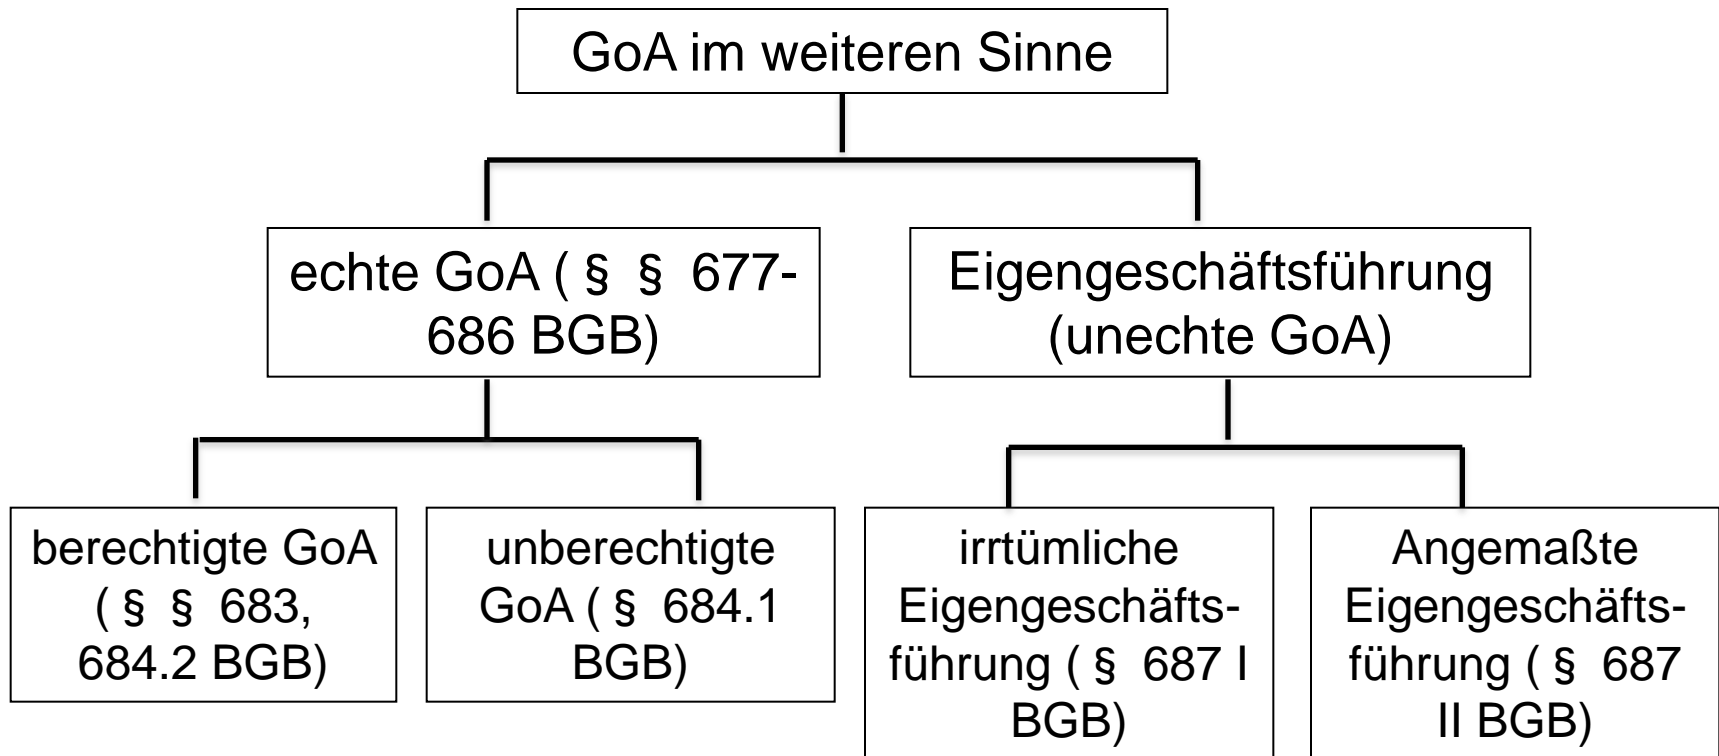 GoA im weiteren Sinne
echte GoA ( § § 677-
686 BGB)
Eigengeschäftsführung
(unechte GoA)
berechtigte GoA
( § § 683,
684.2 BGB)
unberechtigte
GoA ( § 684.1
BGB)
irrtümliche
Eigengeschäfts-
führung ( § 687 I
BGB)
Angemaßte
Eigengeschäfts-
führung ( § 687
II BGB)